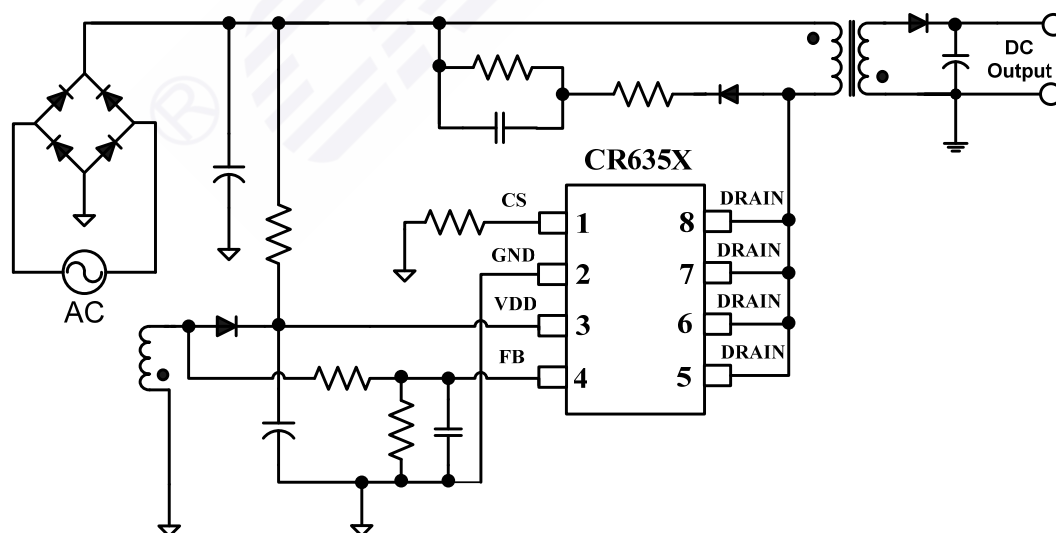 DC
Output
CR635X
CS
1
8
DRAIN
GND
2
7
DRAIN
VDD
3
6
DRAIN
FB
4
5
DRAIN
AC
®